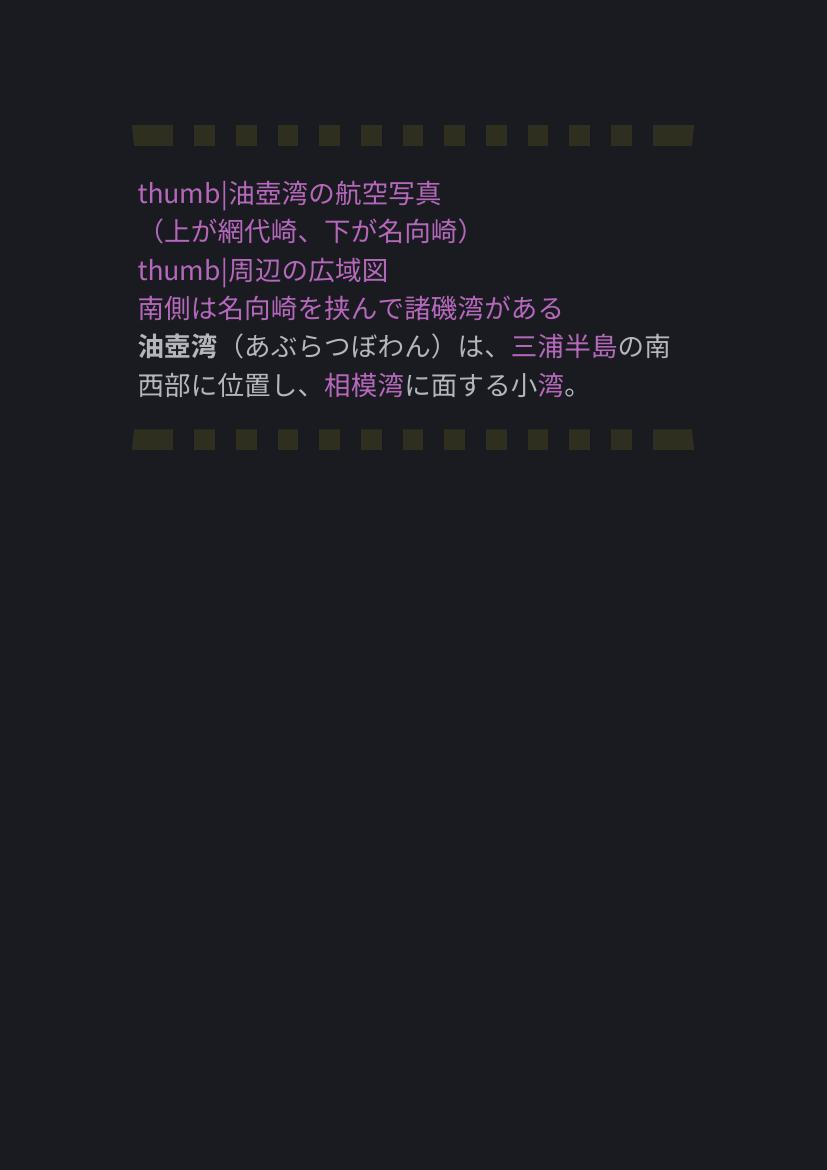 thumb|油壺湾の航空写真
（上が網代崎、下が名向崎）
thumb|周辺の広域図
南側は名向崎を挟んで諸磯湾がある
油壺湾（あぶらつぼわん）は、三浦半島の南
西部に位置し、相模湾に面する小湾。